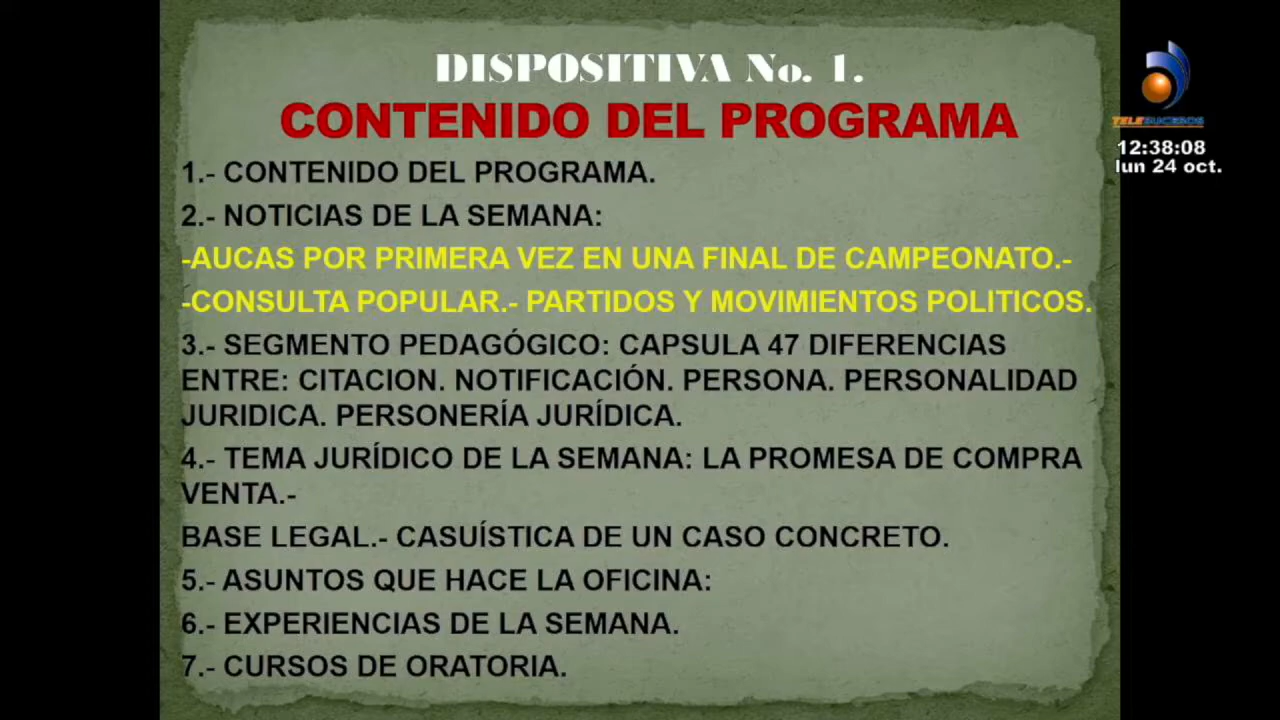 DISPOSITIVA No. 1.
CONTENIDO DEL PROGRAMA
1.- CONTENIDO DEL PROGRAMA.
2.- NOTICIAS DE LA SEMANA:
-AUCAS POR PRIMERA VEZ EN UNA FINAL DE CAMPEONATO.-
-CONSULTA POPULAR.- PARTIDOS Y MOVIMIENTOS POLITICOS.
3.- SEGMENTO PEDAGÓGICO: CAPSULA 47 DIFERENCIAS
ENTRE: CITACION. NOTIFICACIÓN. PERSONA. PERSONALIDAD
JURIDICA. PERSONERÍA JURÍDICA.
4.- TEMA JURÍDICO DE LA SEMANA: LA PROMESA DE COMPRA
VENTA.-
BASE LEGAL.- CASUÍSTICA DE UN CASO CONCRETO.
5.- ASUNTOS QUE HACE LA OFICINA:
6.- EXPERIENCIAS DE LA SEMANA.
7.- CURSOS DE ORATORIA.
TELESUCESOS
12:38:08
lun 24 oct.